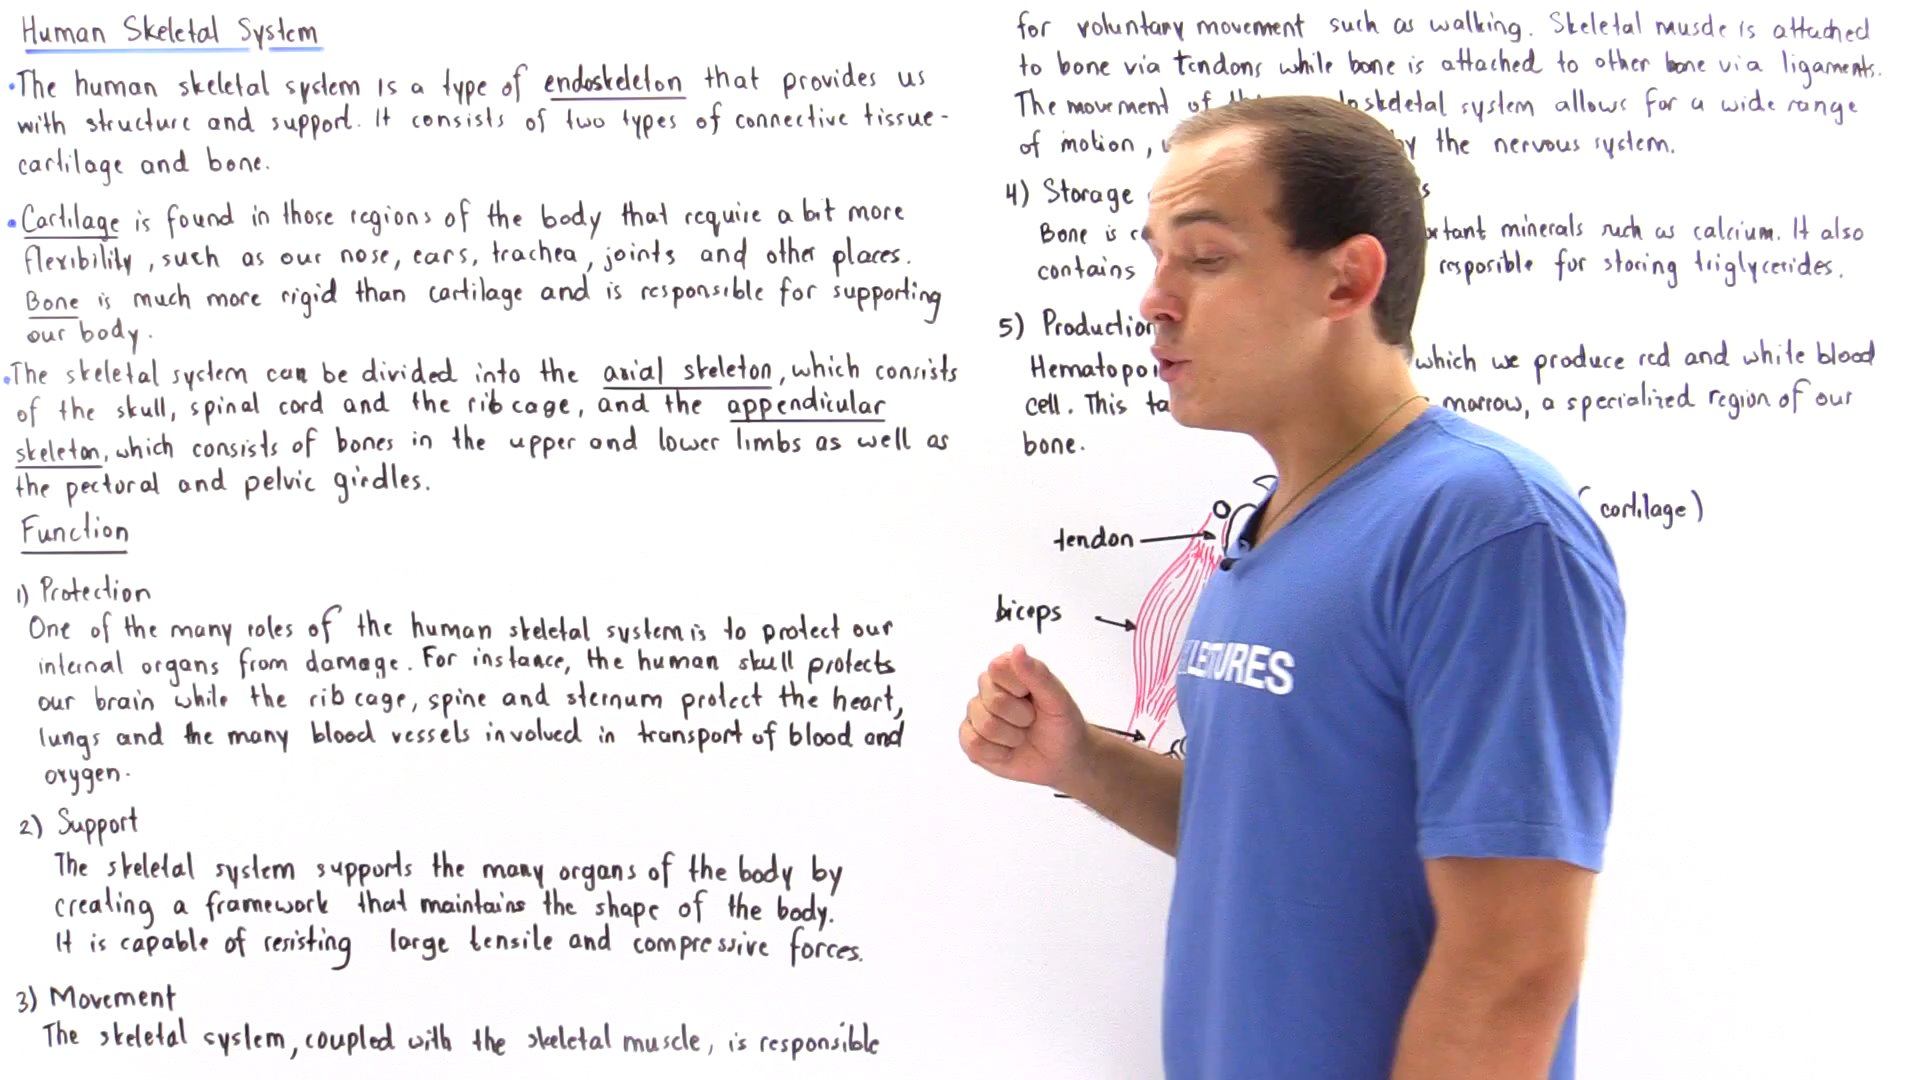 Human Skeletal System
•The human skeletal system is a type of endoskeleton that provides us
with structure and support. It consists of two types of connective tissue -
cartilage and bone.
•Cartilage is found in those regions of the body that require a bit more
flexibility, such as our nose, ears, trachea, joints and other places.
Bone is much more rigid than cartilage and is responsible for supporting
our body.
•The skeletal system can be divided into the axial skeleton, which consists
of the skull, spinal cord and the rib cage, and the appendicular
skeleton, which consists of bones in the upper and lower limbs as well as
the pectoral and pelvic girdles.
Function
1) Protection
One of the many roles of the human skeletal system is to protect our
internal organs from damage. For instance, the human skull protects
our brain while the rib cage, spine and sternum protect the heart,
lungs and the many blood vessels involved in transport of blood and
oxygen.
2) Support
The skeletal system supports the many organs of the body by
creating a framework that maintains the shape of the body.
It is capable of resisting large tensile and compressive forces.
3) Movement
The skeletal system, coupled with the skeletal muscle, is responsible
for voluntary movement such as walking. Skeletal muscle is attached
to bone via tendons while bone is attached to other bone via ligaments.
The movement of skeletal system allows for a wide range
of motion, the nervous system.
4) Storage
Bone is minerals such as calcium. It also
contains resposible for storing triglycerides.
5) Production
which we produce red and white blood
cell. This marrow, a specialized region of our
bone.
(cartilage)
tendon
biceps
LETURES